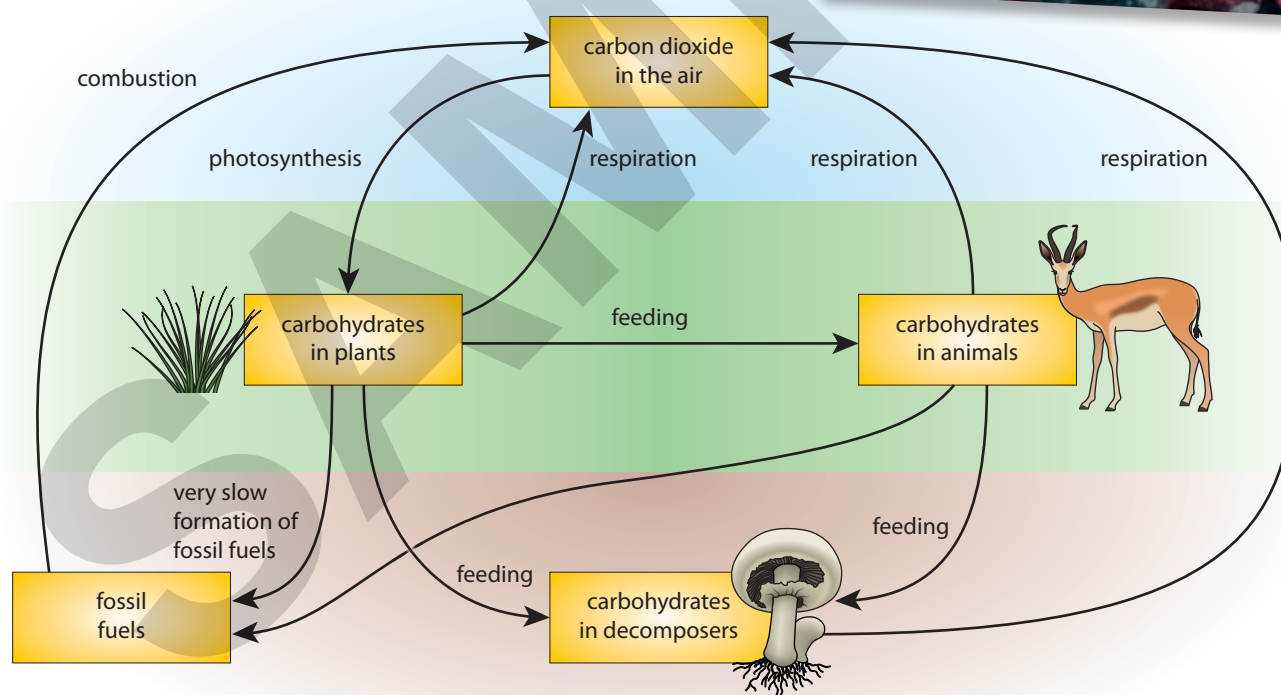 carbon dioxide
in the air
combustion
photosynthesis
respiration
respiration
respiration
carbohydrates
in plants
feeding
carbohydrates
in animals
very slow
formation of
fossil fuels
feeding
feeding
fossil
fuels
carbohydrates
in decomposers
SAM